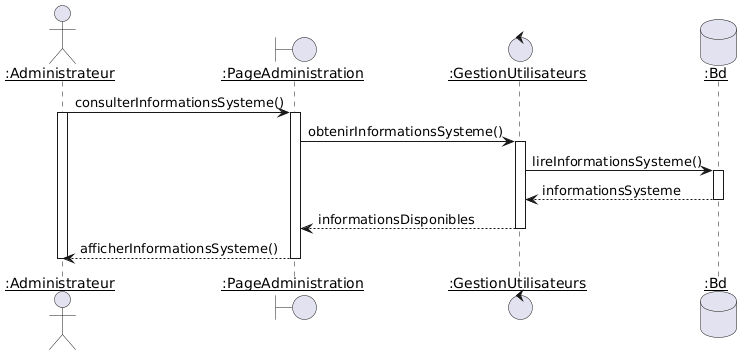 :Administrateur
:PageAdministration
:GestionUtilisateurs
:Bd
consulterInformationsSysteme()
obtenirInformationsSysteme()
lireInformationsSysteme()
informationsSysteme
informationsDisponibles
afficherInformationsSysteme()
:Administrateur
:PageAdministration
:GestionUtilisateurs
:Bd